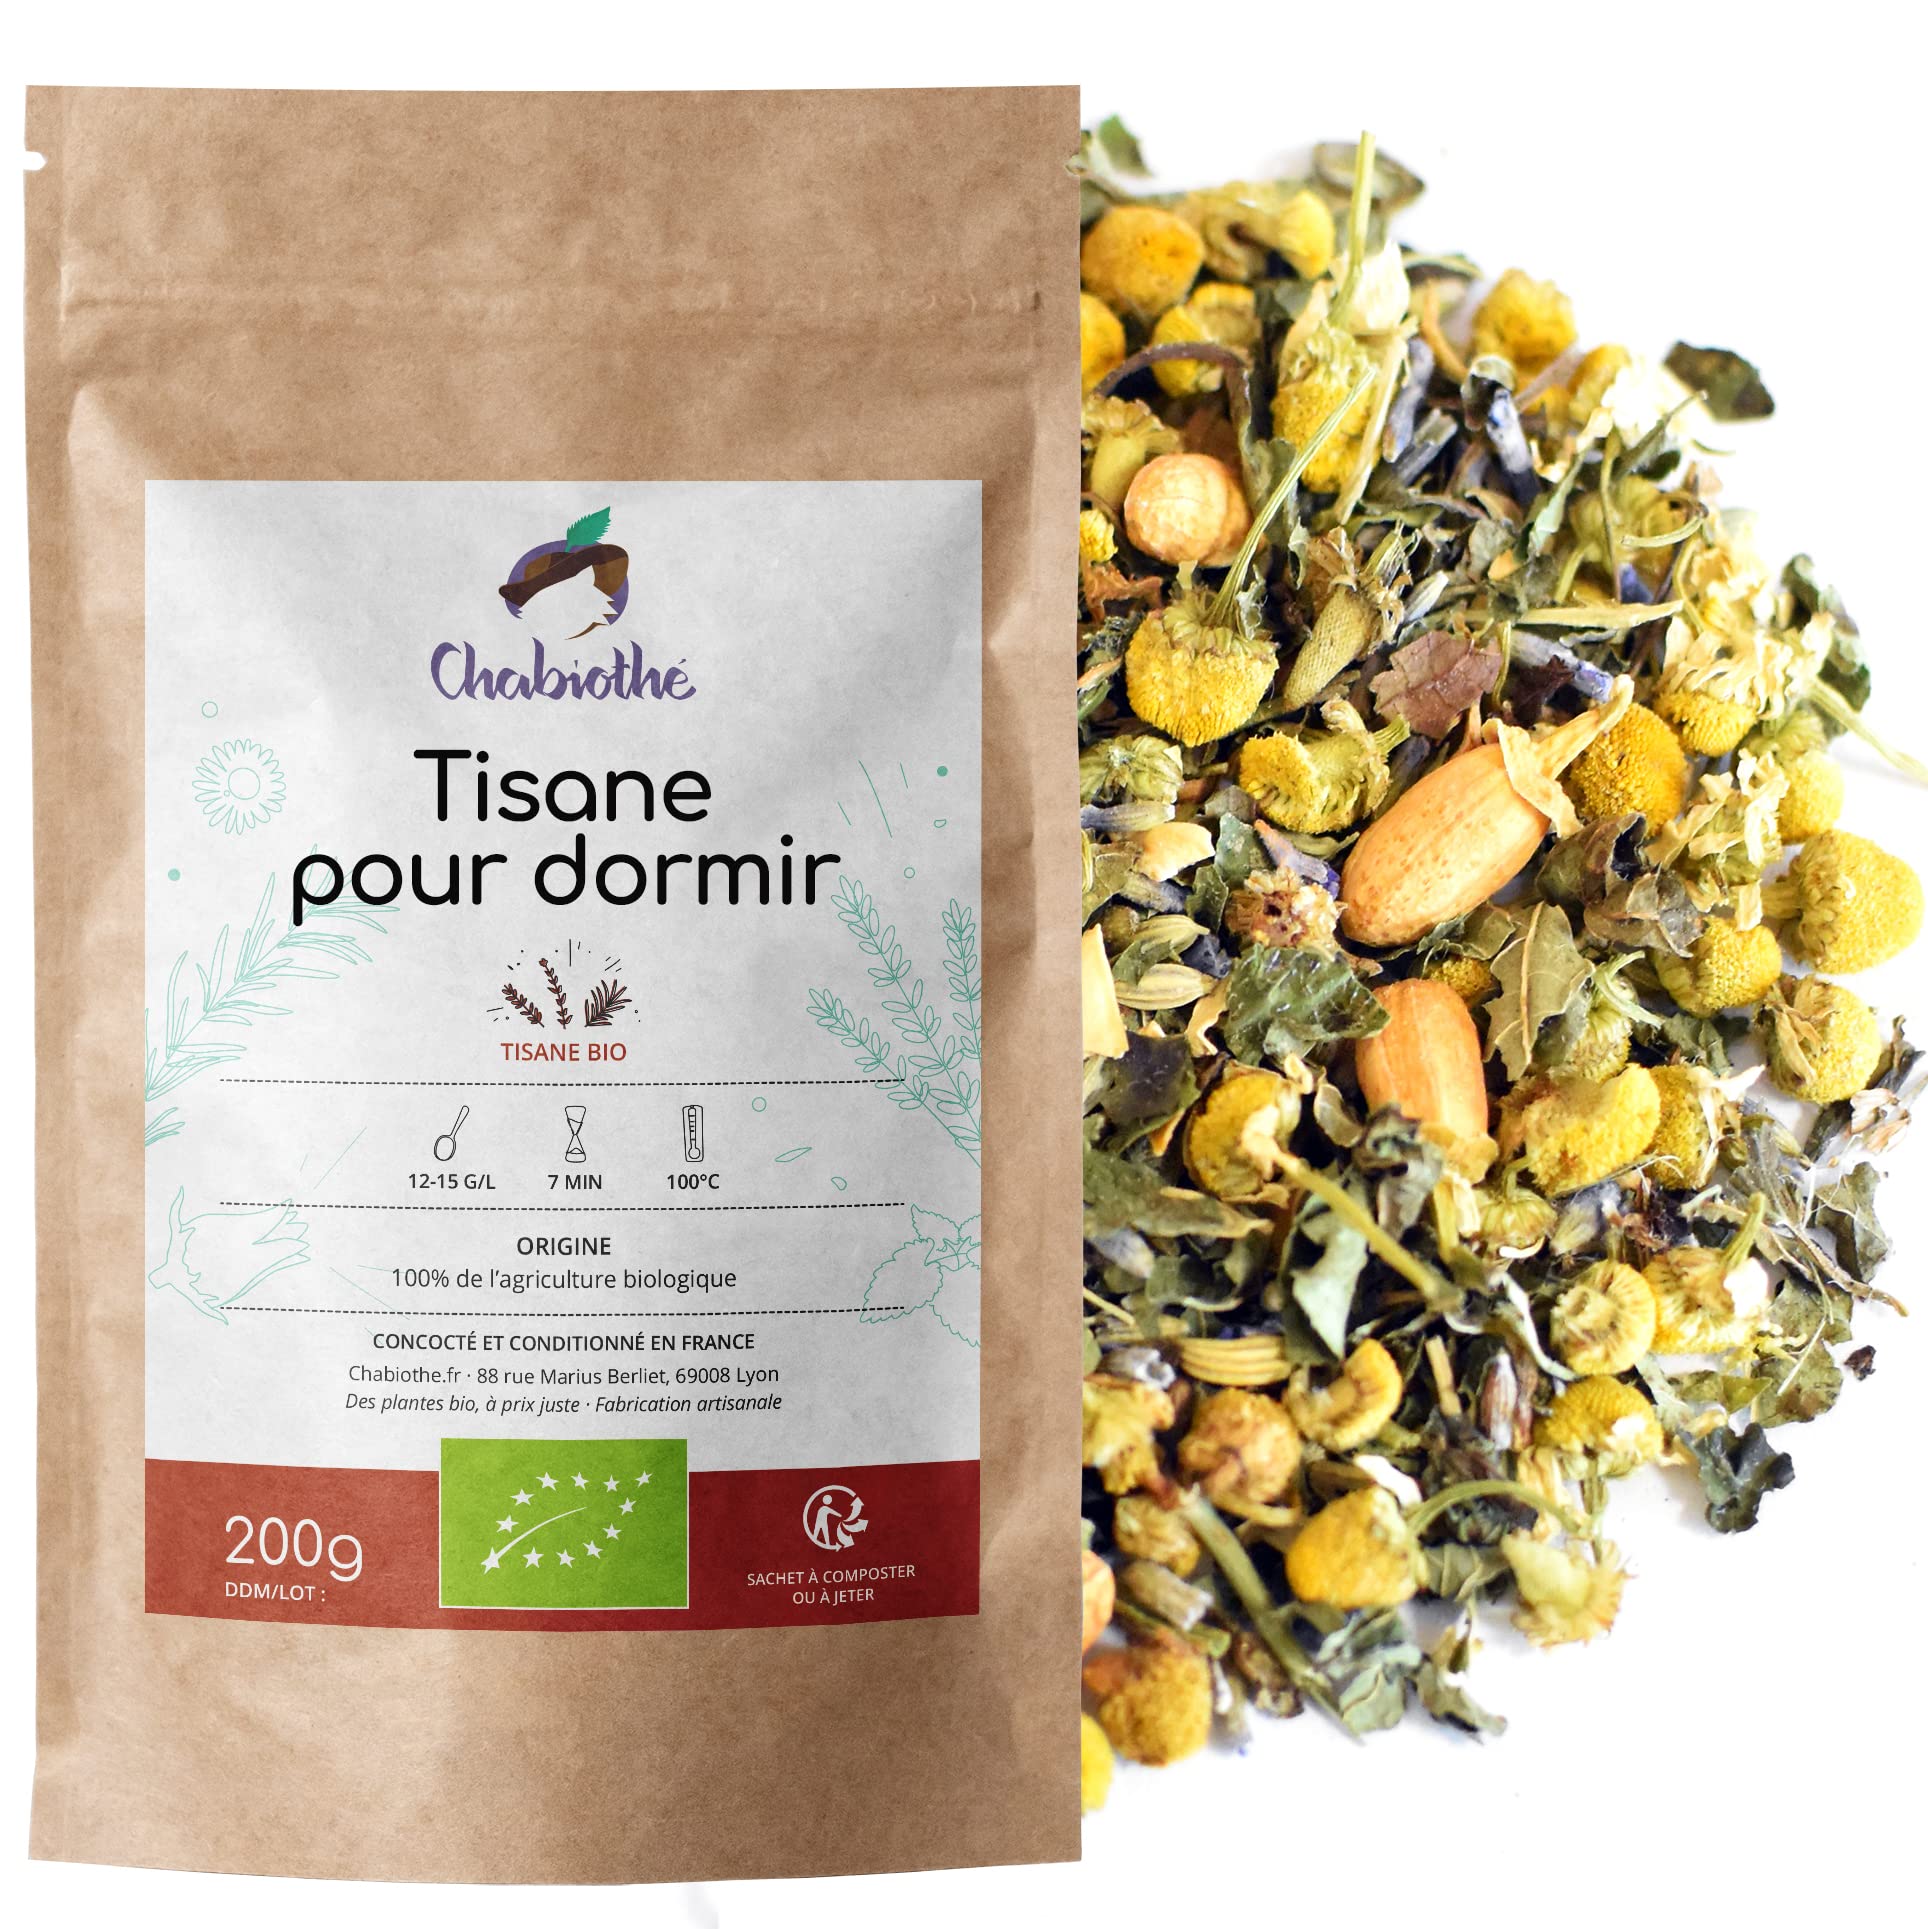 Chabiothé
Tisane
pour dormir
TISANE BIO
12-15 G/L 7 MIN 100°C
ORIGINE
100% de l'agriculture biologique
CONCOCTÉ ET CONDITIONNÉ EN FRANCE
Chabiothe.fr · 88 rue Marius Berliet, 69008 Lyon
Des plantes bio, à prix juste · Fabrication artisanale
200g
DDM/LOT :
SACHET À COMPOSTER
OU À JETER